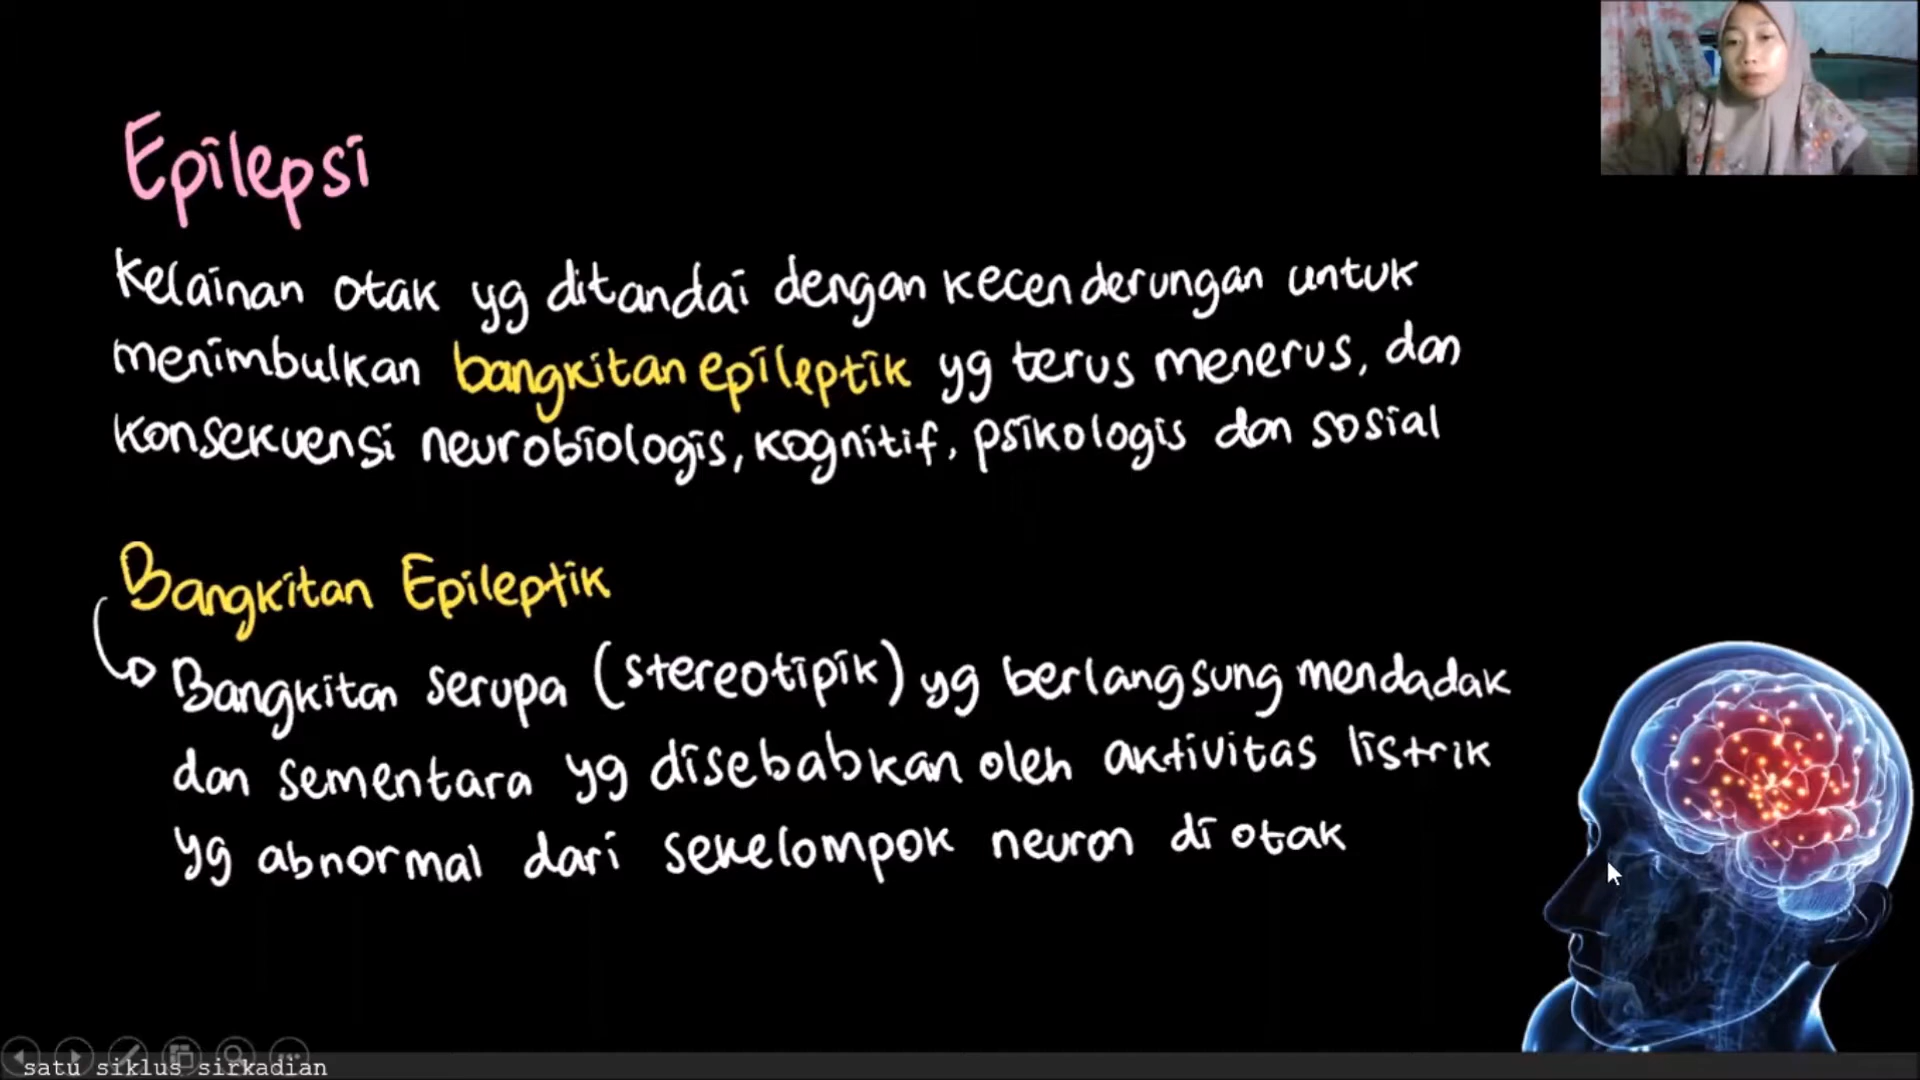 Epilepsi
Kelainan otak yg ditandai dengan kecenderungan untuk
menimbulkan bangkitan epileptik yg terus menerus, dan
konsekuensi neurobiologis, kognitif, psikologis dan sosial
Bangkitan Epileptik
Bangkitan serupa (stereotipik) yg berlangsung mendadak
dan sementara yg disebabkan oleh aktivitas listrik
yg abnormal dari sekelompok neuron di otak
satu siklus sirkadian